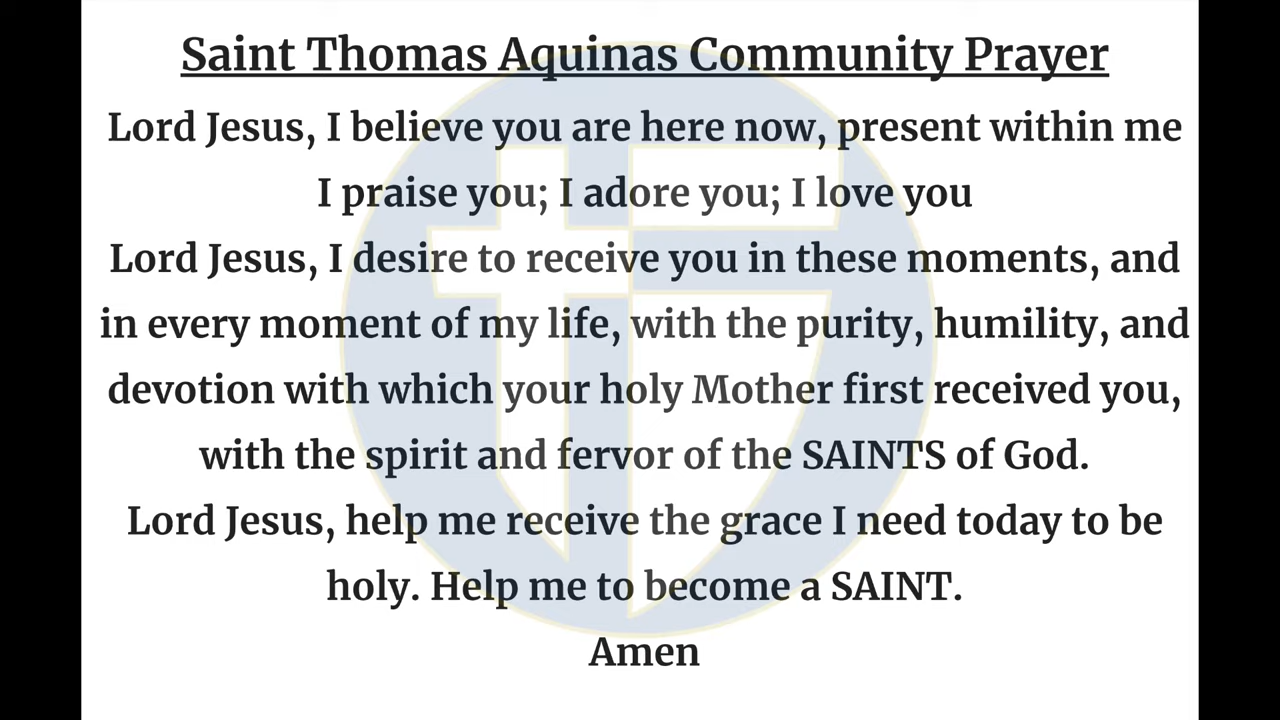 Saint Thomas Aquinas Community Prayer
Lord Jesus, I believe you are here now, present within me
I praise you; I adore you; I love you
Lord Jesus, I desire to receive you in these moments, and
in every moment of my life, with the purity, humility, and
devotion with which your holy Mother first received you,
with the spirit and fervor of the SAINTS of God.
Lord Jesus, help me receive the grace I need today to be
holy. Help me to become a SAINT.
Amen